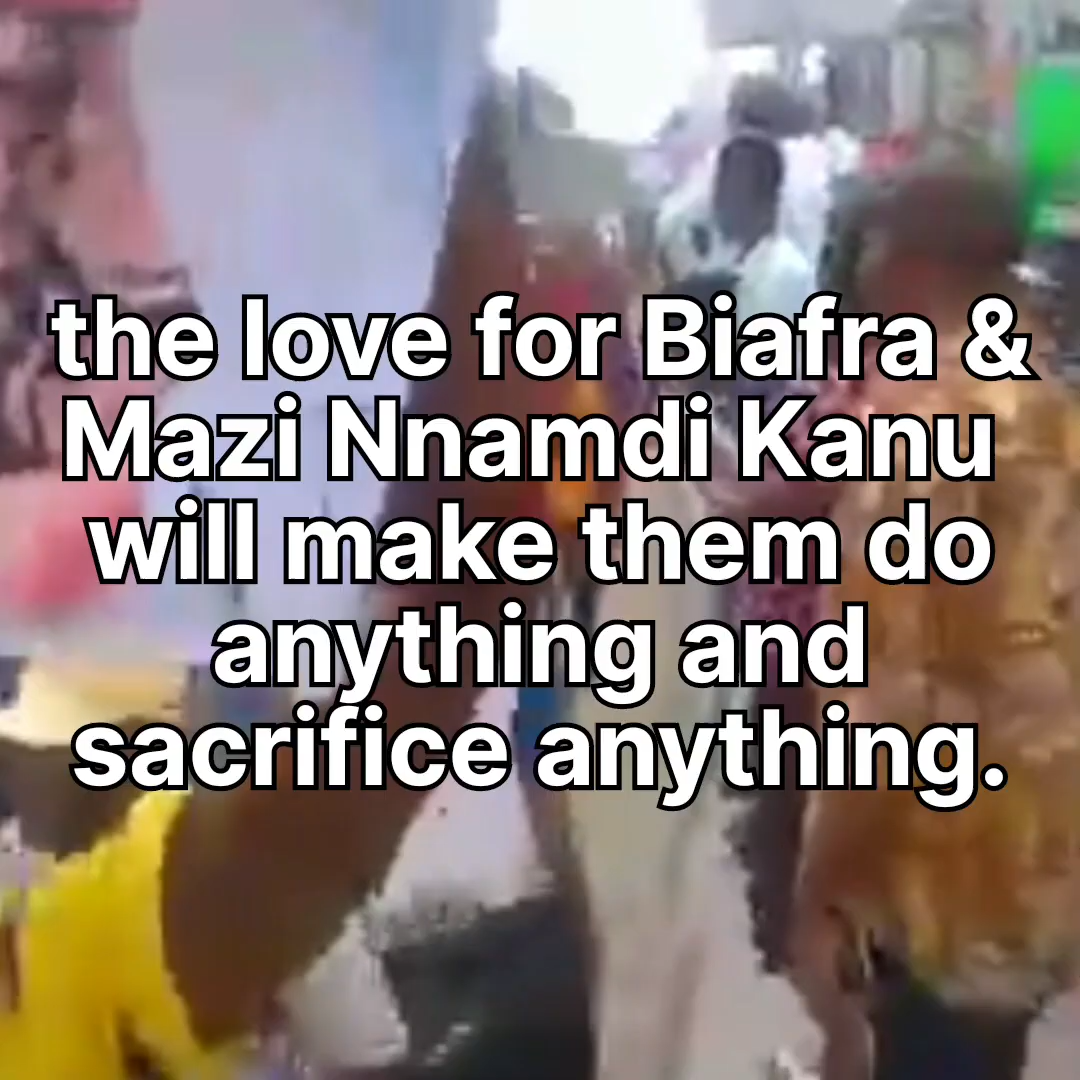 the love for Biafra &
Mazi Nnamdi Kanu
will make them do
anything and
sacrifice anything.